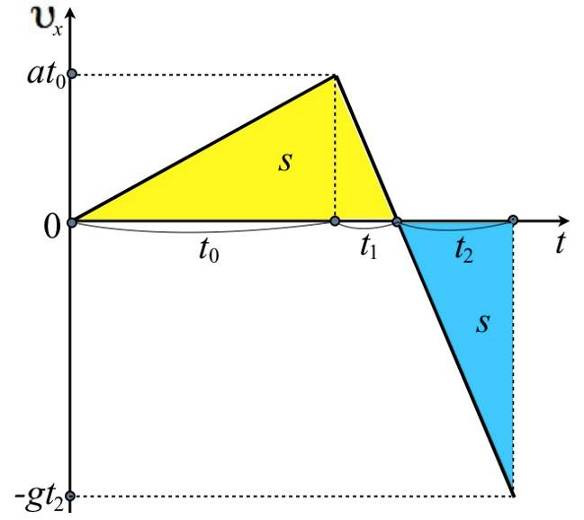 υₓ
at₀
s
0
t₀
t₁
t₂
t
s
-gt₂